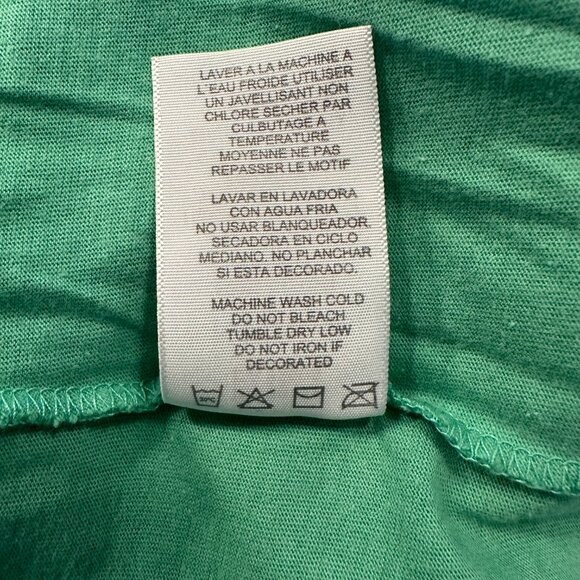 LAVER A LA MACHINE A
L'EAU FROIDE UTILISER
UN JAVELLISANT NON
CHLORE SECHER PAR
CULBUTAGE A
TEMPERATURE
MOYENNE NE PAS
REPASSER LE MOTIF
LAVAR EN LAVADORA
CON AGUA FRIA
NO USAR BLANQUEADOR.
SECADORA EN CICLO
MEDIANO. NO PLANCHAR
SI ESTA DECORADO.
MACHINE WASH COLD
DO NOT BLEACH
TUMBLE DRY LOW
DO NOT IRON IF
DECORATED
30°C